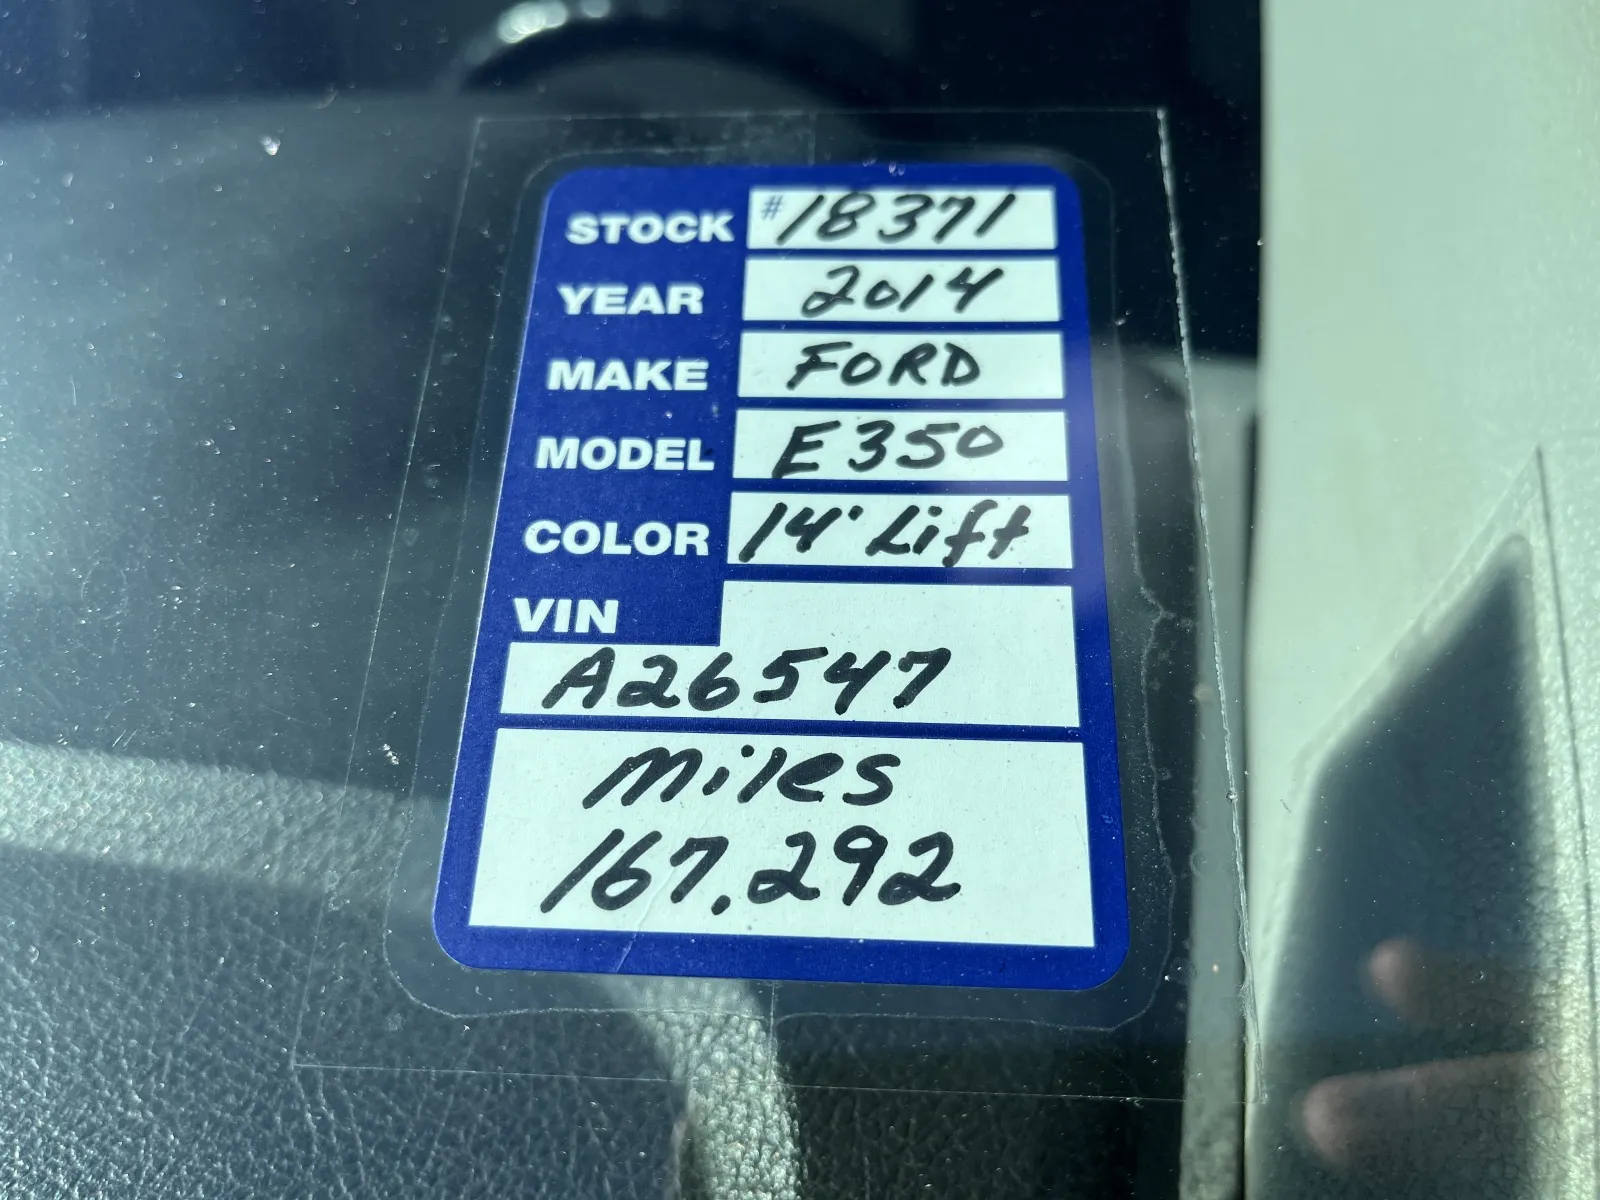 STOCK #18371
YEAR 2014
MAKE FORD
MODEL E350
COLOR 14' Lift
VIN
A26547
miles
167,292